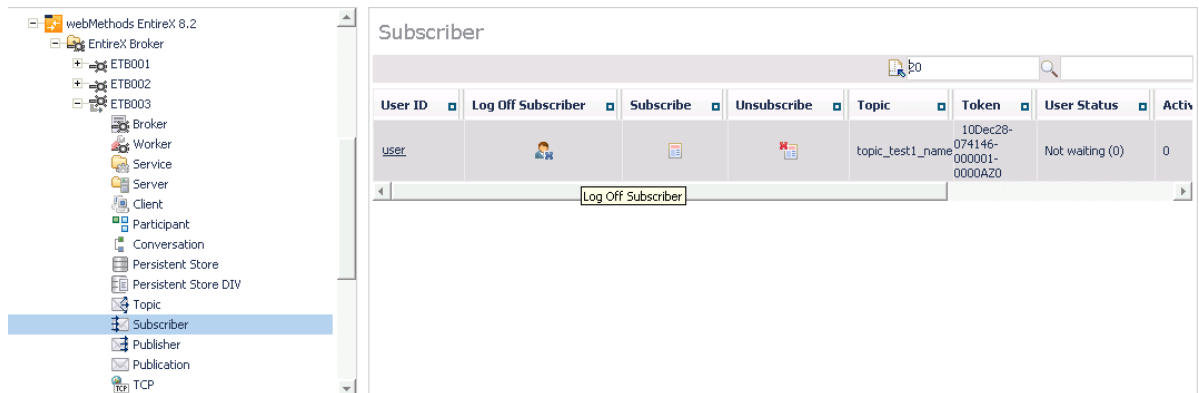 webMethods EntireX 8.2
EntireX Broker
ETB001
ETB002
ETB003
Broker
Worker
Service
Server
Client
Participant
Conversation
Persistent Store
Persistent Store DIV
Topic
Subscriber
Publisher
Publication
TCP TCP
Subscriber
20
User ID Log Off Subscriber Subscribe Unsubscribe Topic Token User Status Activ
user topic_test1_name 10Dec28-
074146-
000001-
0000AZ0 Not waiting (0) 0
Log Off Subscriber